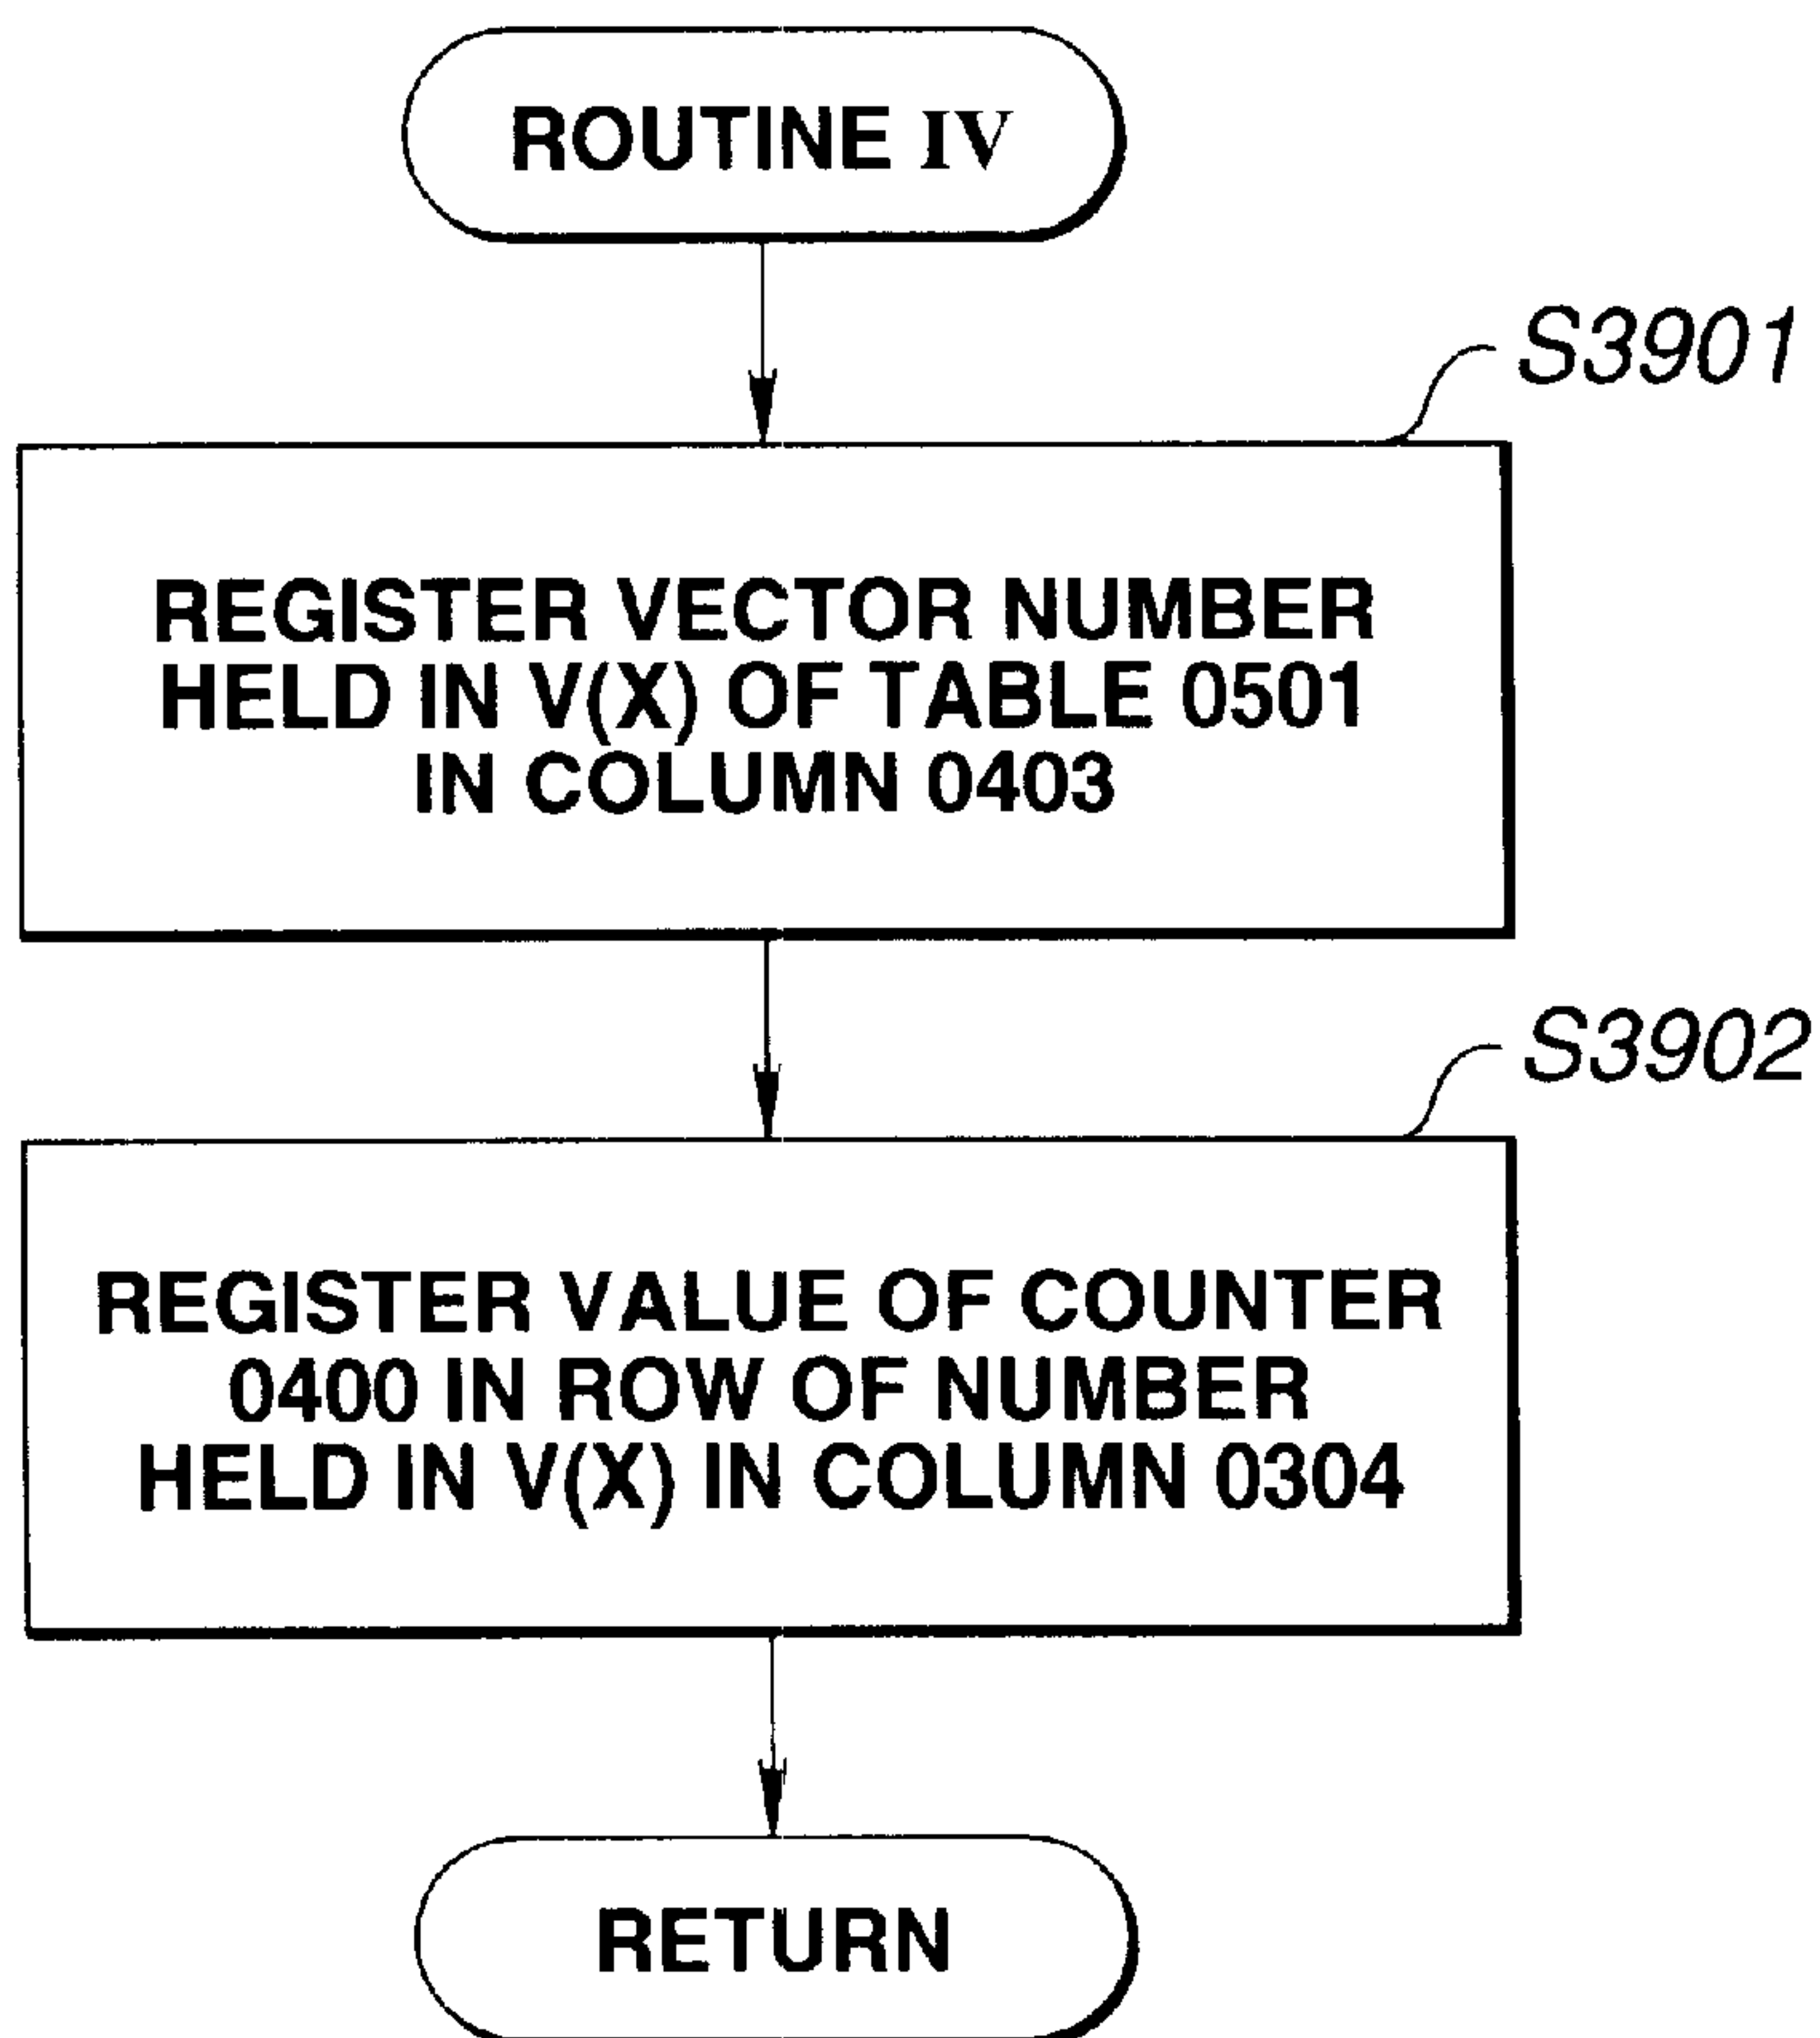 ROUTINE IV
S3901
REGISTER VECTOR NUMBER
HELD IN V(X) OF TABLE 0501
IN COLUMN 0403
S3902
REGISTER VALUE OF COUNTER
0400 IN ROW OF NUMBER
HELD IN V(X) IN COLUMN 0304
RETURN